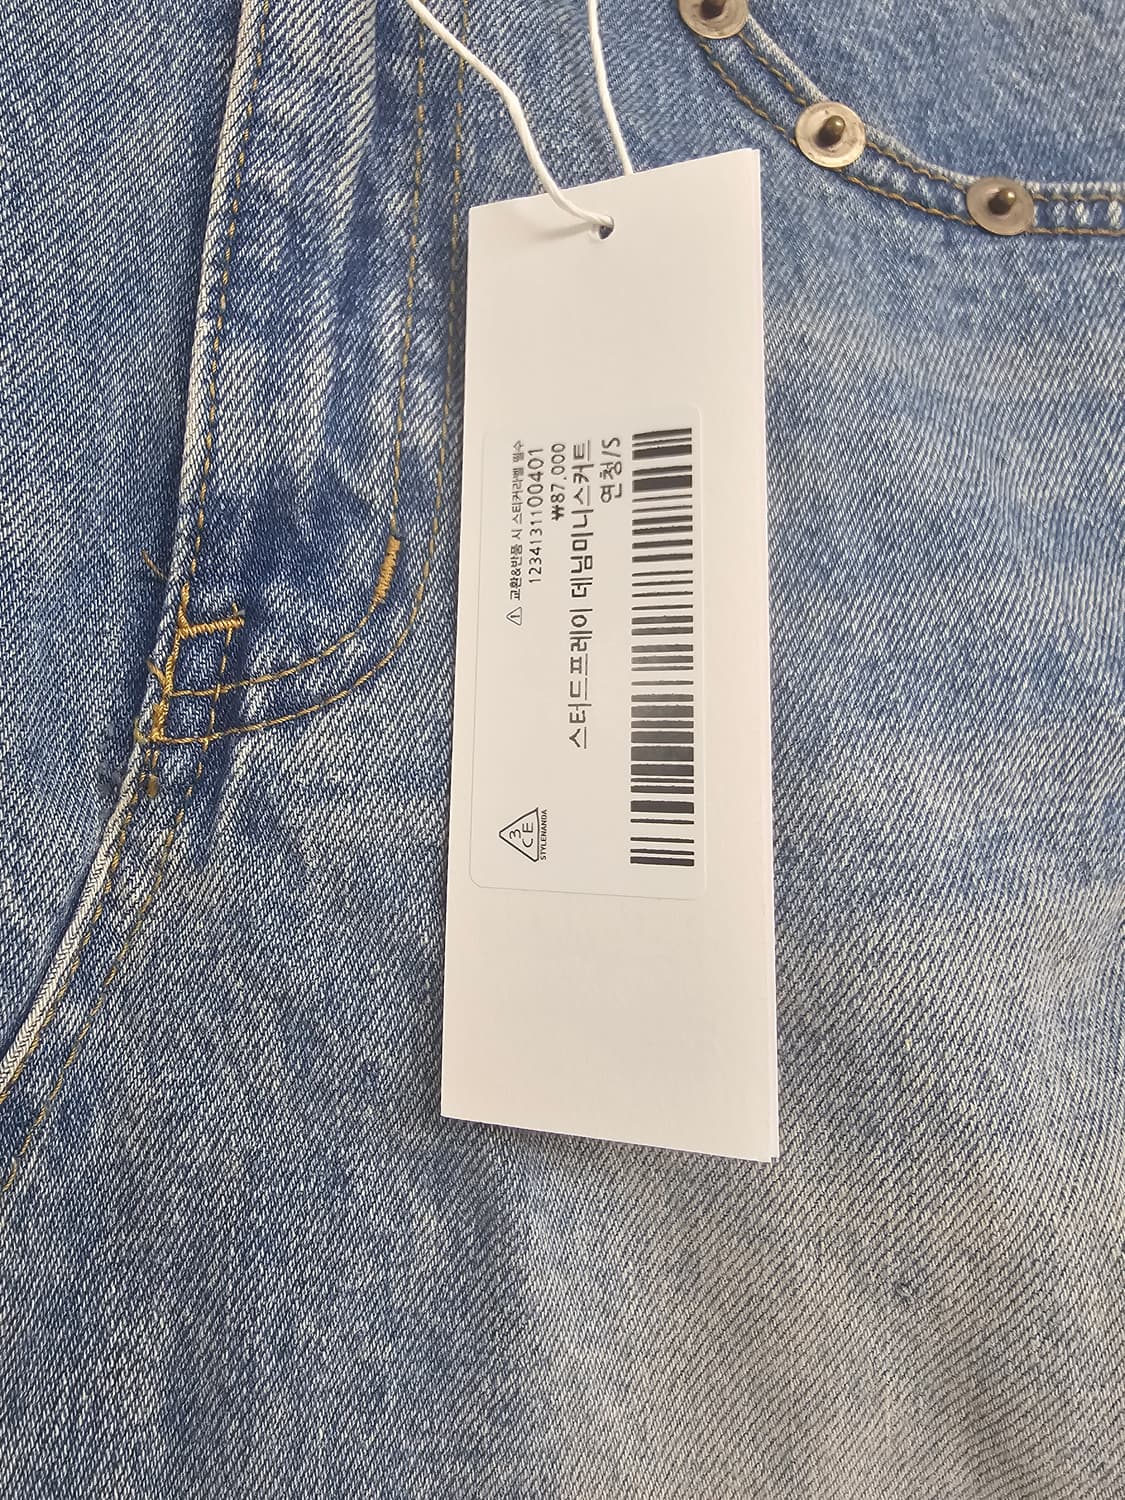 ⚠ 교환&반품 시 스티커라벨 필수
1234131100401
₩87,000
스터드프레이 데님미니스커트
연청/S
3
CE
STYLENANDA